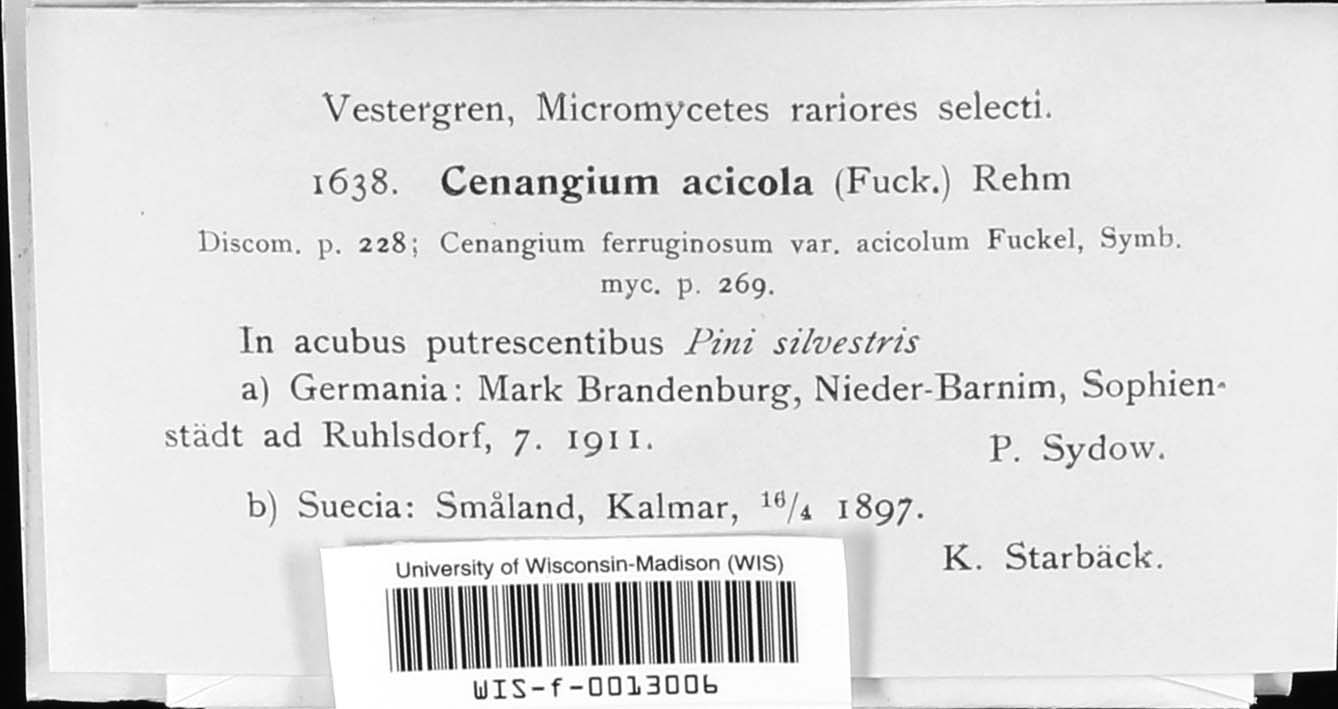 Vestergren, Micromycetes rariores selecti.
1638. Cenangium acicola (Fuck.) Rehm
Discom. p. 228; Cenangium ferruginosum var. acicolum Fuckel, Symb.
myc. p. 269.
In acubus putrescentibus Pini silvestris
a) Germania: Mark Brandenburg, Nieder-Barnim, Sophien-
städt ad Ruhlsdorf, 7. 1911.
P. Sydow.
b) Suecia: Småland, Kalmar, 16/4 1897.
K. Starbäck.
University of Wisconsin-Madison (WIS)
WIS-f-0013006